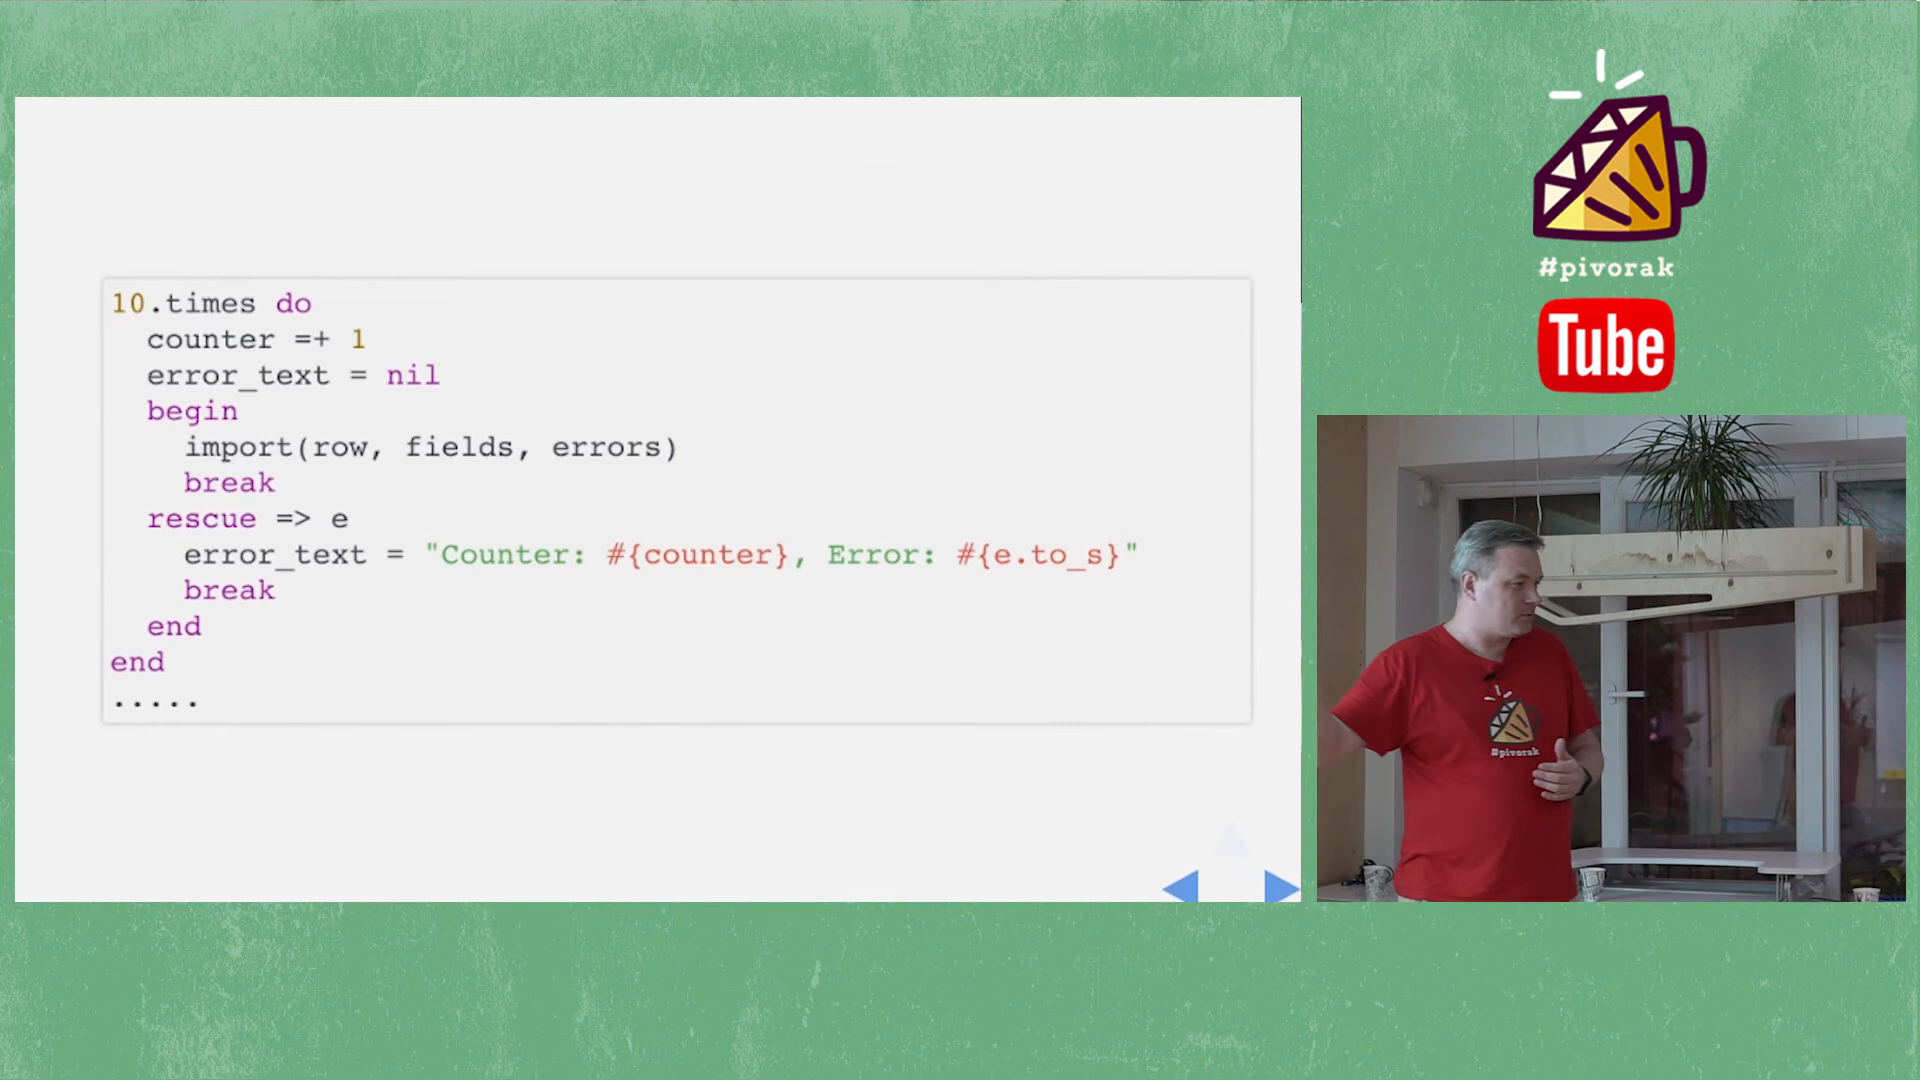 10.times do
  counter =+ 1
  error_text = nil
  begin
    import(row, fields, errors)
    break
  rescue => e
    error_text = "Counter: #{counter}, Error: #{e.to_s}"
    break
  end
end
.....
#pivorak
Tube
#pivorak